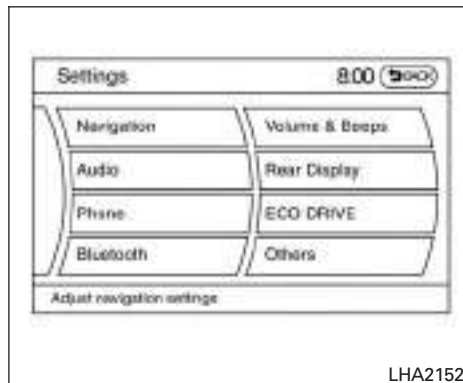 Settings 8:00 BACK
Navigation Volume & Beeps
Audio Rear Display
Phone ECO DRIVE
Bluetooth Others
Adjust navigation settings
LHA2152